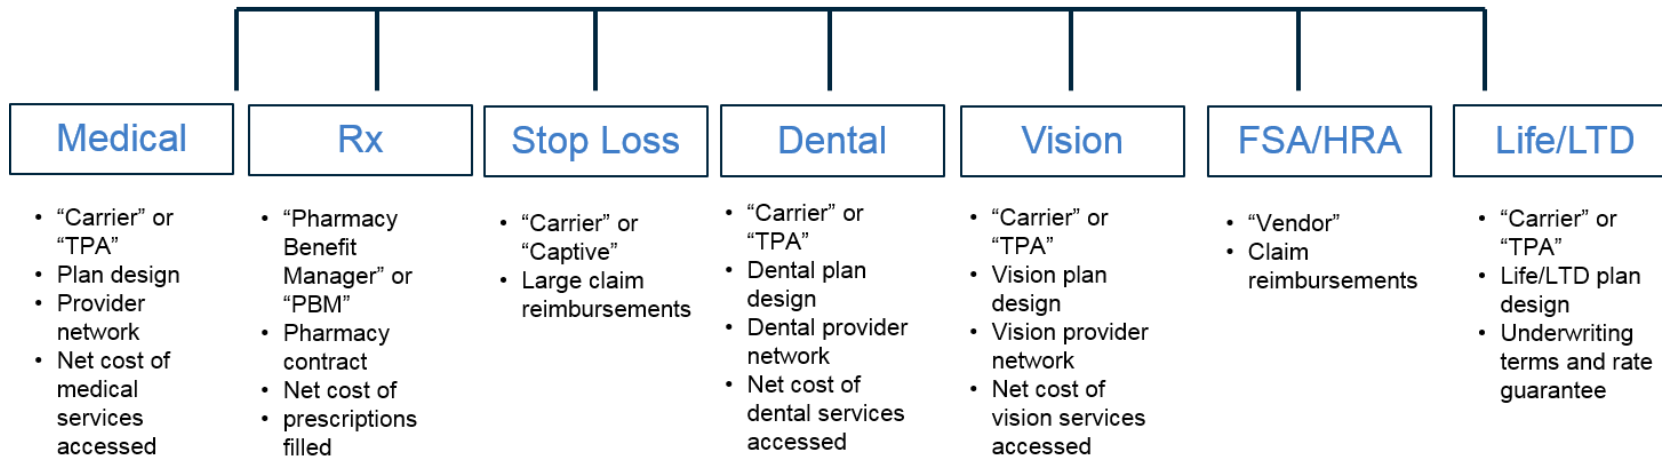 Medical
Rx
Stop Loss
Dental
Vision
FSA/HRA
Life/LTD
• “Carrier” or
“TPA”
• Plan design
• Provider
network
• Net cost of
medical
services
accessed
• “Pharmacy
Benefit
Manager” or
“PBM”
• Pharmacy
contract
• Net cost of
• prescriptions
filled
• “Carrier” or
“Captive”
• Large claim
reimbursements
• “Carrier” or
“TPA”
• Dental plan
design
• Dental provider
network
• Net cost of
dental services
accessed
• “Carrier” or
“TPA”
• Vision plan
design
• Vision provider
network
• Net cost of
vision services
accessed
• “Vendor”
• Claim
reimbursements
• “Carrier” or
“TPA”
• Life/LTD plan
design
• Underwriting
terms and rate
guarantee